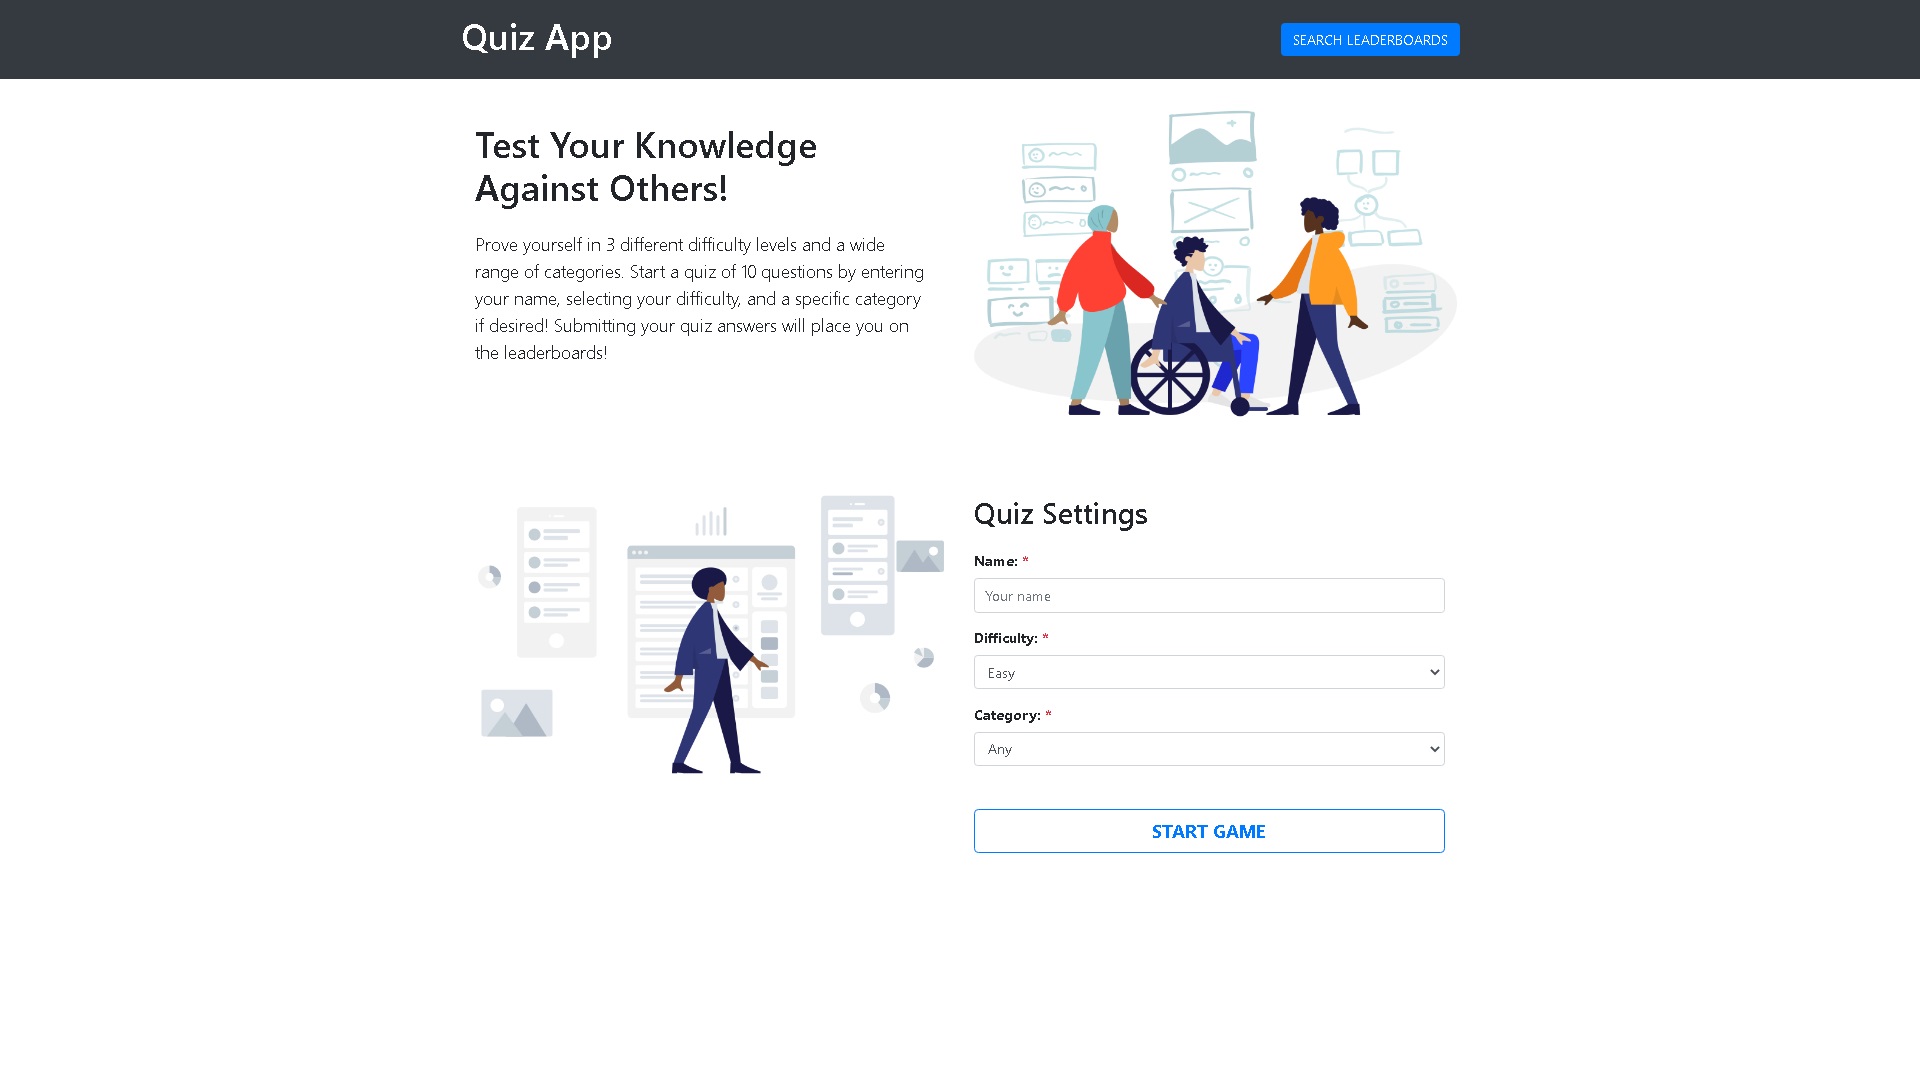 Quiz App
SEARCH LEADERBOARDS
Test Your Knowledge
Against Others!
Prove yourself in 3 different difficulty levels and a wide
range of categories. Start a quiz of 10 questions by entering
your name, selecting your difficulty, and a specific category
if desired! Submitting your quiz answers will place you on
the leaderboards!
Quiz Settings
Name: *
Your name
Difficulty: *
Easy
Category: *
Any
START GAME